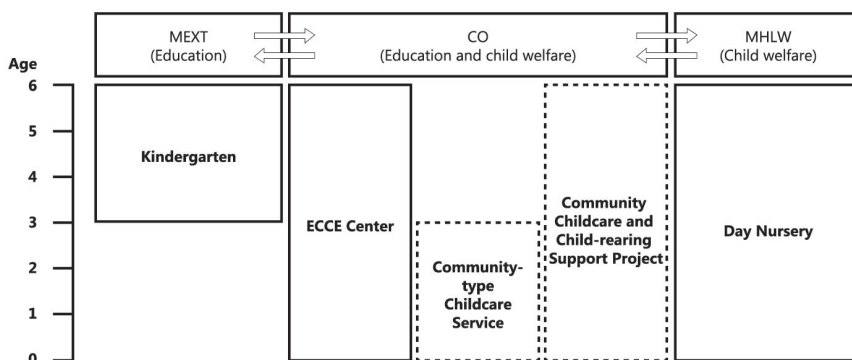 MEXT
(Education)
CO
(Education and child welfare)
MHLW
(Child welfare)
Age
6
5
4
3
2
1
0
Kindergarten
ECCE Center
Community-
type
Childcare
Service
Community
Childcare and
Child-rearing
Support Project
Day Nursery